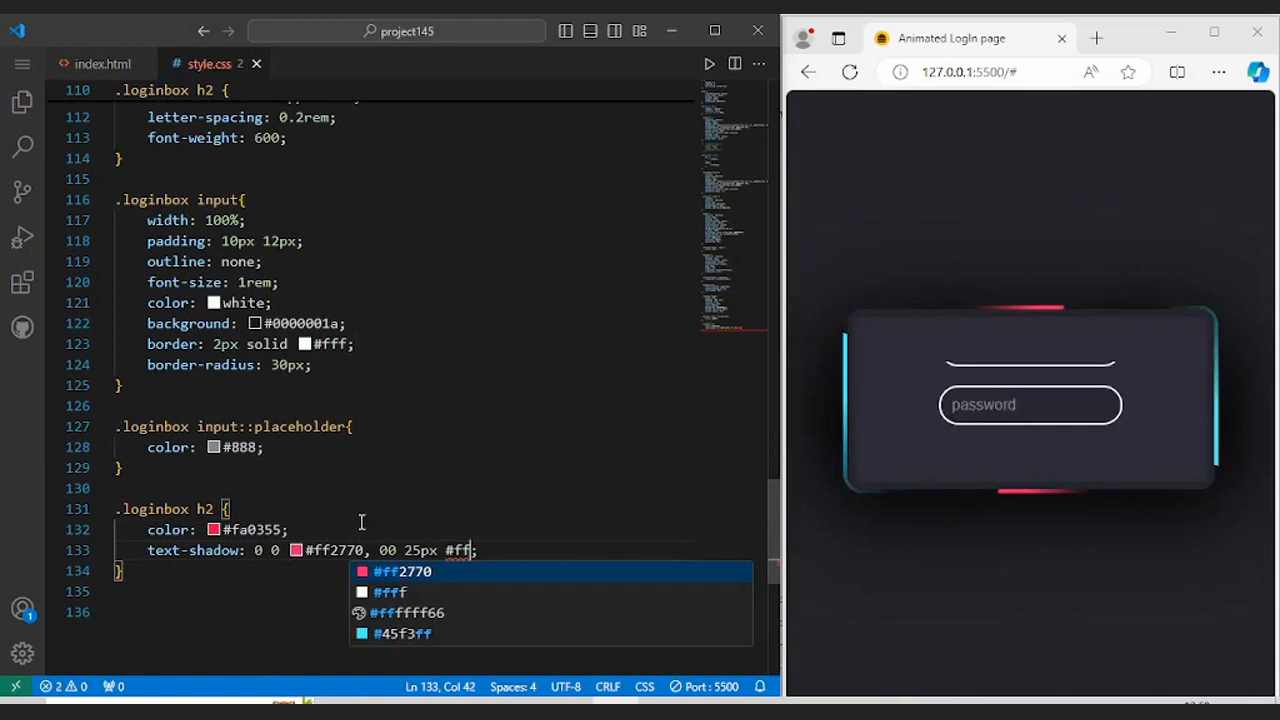 project145
Animated LogIn page
index.html
# style.css 2
127.0.0.1:5500/#
110 .loginbox h2 {
112 letter-spacing: 0.2rem;
113 font-weight: 600;
114 }
115
116 .loginbox input{
117 width: 100%;
118 padding: 10px 12px;
119 outline: none;
120 font-size: 1rem;
121 color: white;
122 background: #0000001a;
123 border: 2px solid #fff;
124 border-radius: 30px;
125 }
126
127 .loginbox input::placeholder{
128 color: #888;
129 }
130
131 .loginbox h2 {
132 color: #fa0355;
133 text-shadow: 0 0 #ff2770, 00 25px #ff;
134 }
135
136
#ff2770
#fff
#ffffff66
#45f3ff
password
1
2 0 0 Ln 133, Col 42 Spaces: 4 UTF-8 CRLF CSS Port : 5500